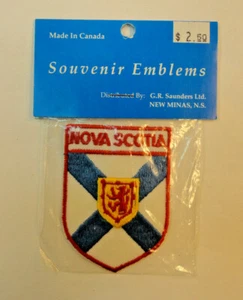 Made In Canada
$ 2.50
Souvenir Emblems
Distributed By: G.R. Saunders Ltd.
NEW MINAS, N.S.
NOVA SCOTIA